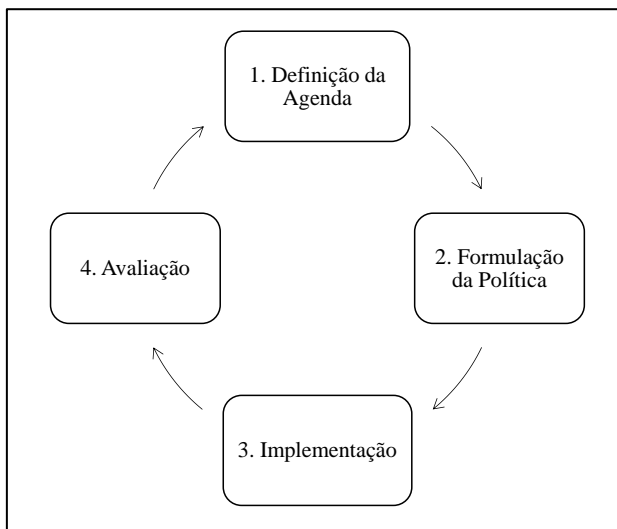 1. Definição da
Agenda
2. Formulação
da Política
3. Implementação
4. Avaliação